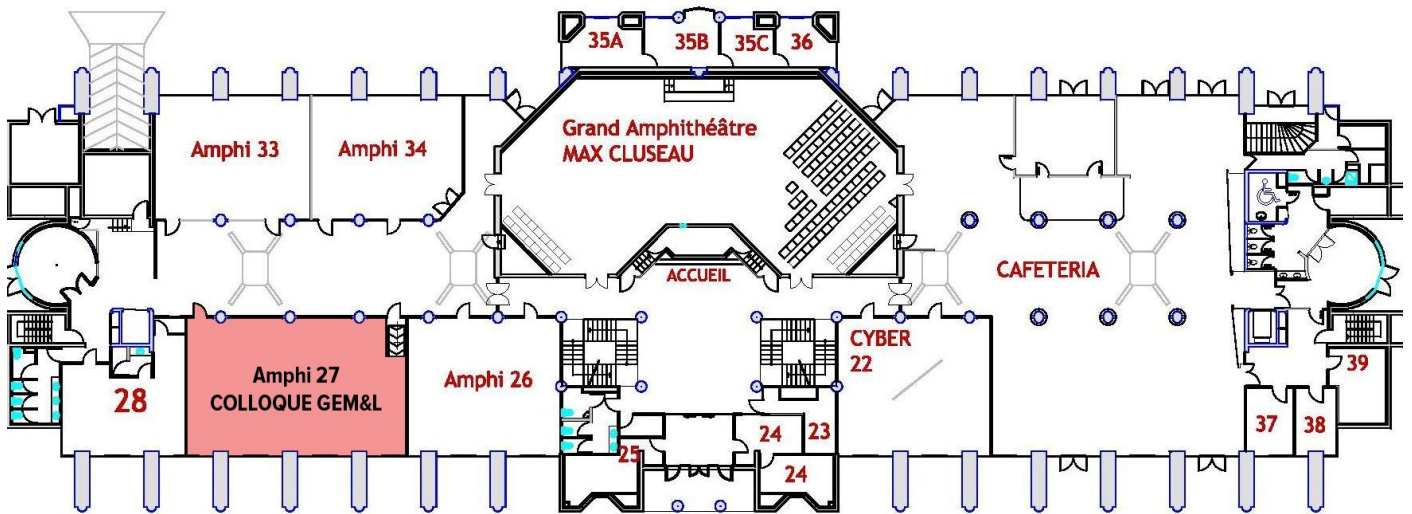 35A
35B
35C
36
Grand Amphithéâtre
MAX CLUSEAU
Amphi 33
Amphi 34
ACCUEIL
CAFETERIA
CYBER
22
Amphi 27
COLLOQUE GEM&L
Amphi 26
28
39
37
38
23
24
25
24